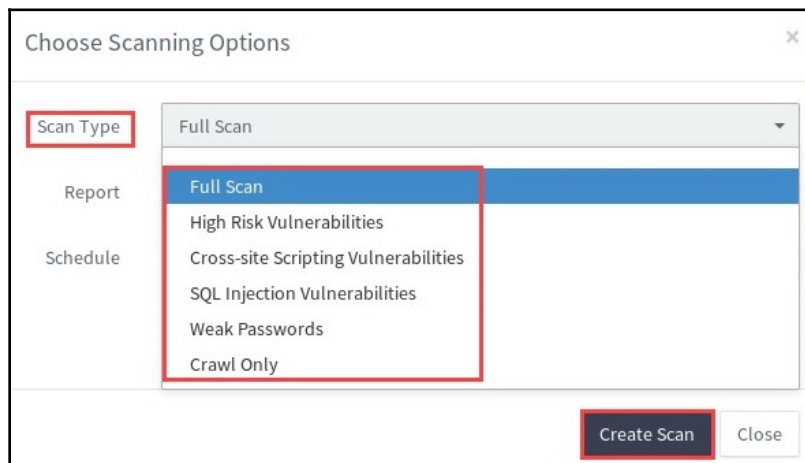 Choose Scanning Options
×
Scan Type
Full Scan
Full Scan
Report
High Risk Vulnerabilities
Schedule
Cross-site Scripting Vulnerabilities
SQL Injection Vulnerabilities
Weak Passwords
Crawl Only
Create Scan
Close